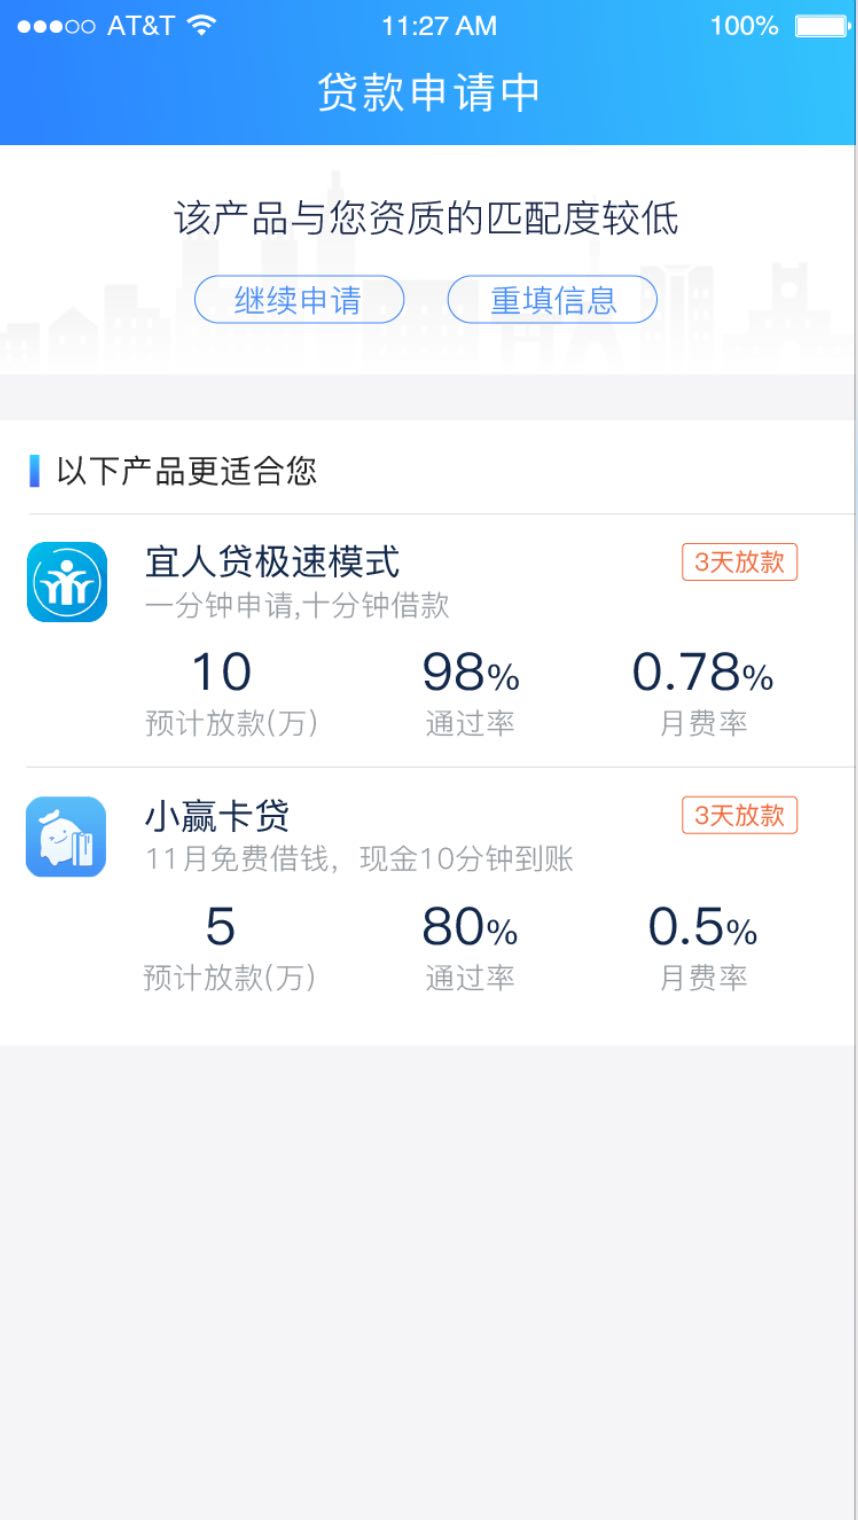 AT&T 11:27 AM 100%
贷款申请中
该产品与您资质的匹配度较低
继续申请 重填信息
以下产品更适合您
宜人贷极速模式 3天放款
一分钟申请,十分钟借款
10 98% 0.78%
预计放款(万) 通过率 月费率
小赢卡贷 3天放款
11月免费借钱，现金10分钟到账
5 80% 0.5%
预计放款(万) 通过率 月费率